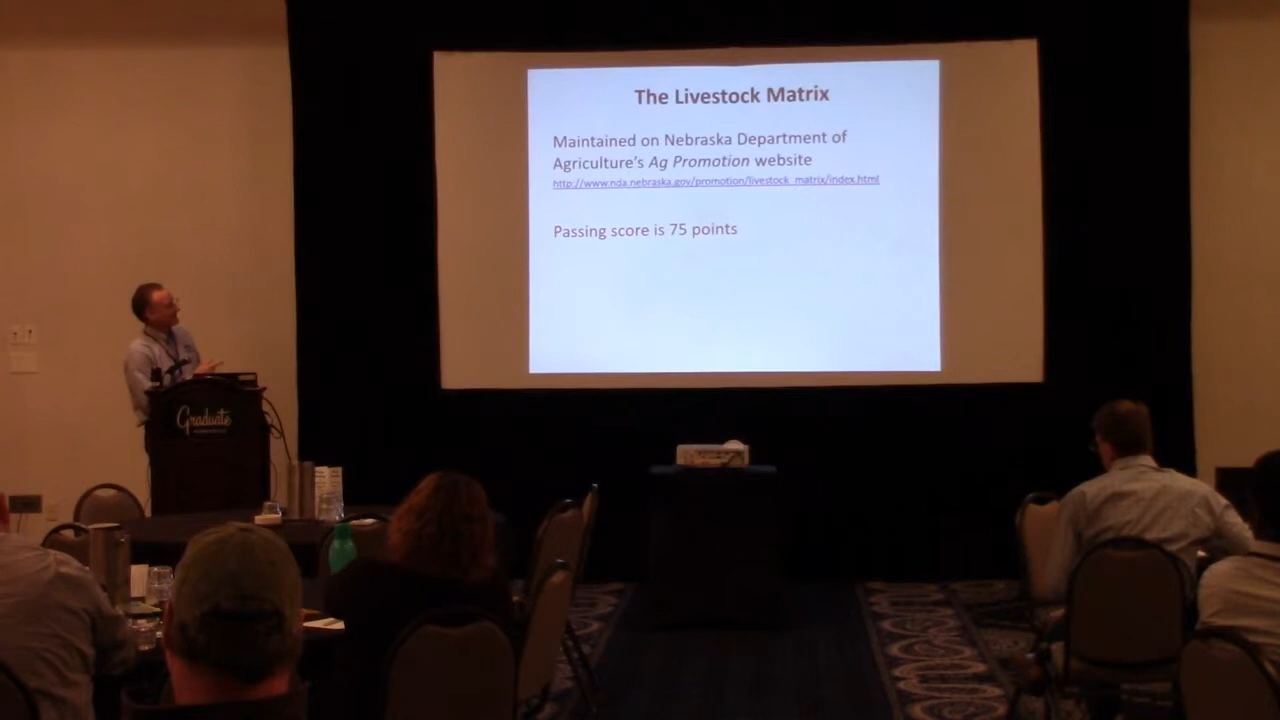 The Livestock Matrix
Maintained on Nebraska Department of
Agriculture's Ag Promotion website
http://www.nda.nebraska.gov/promotion/livestock_matrix/index.html
Passing score is 75 points
Graduate